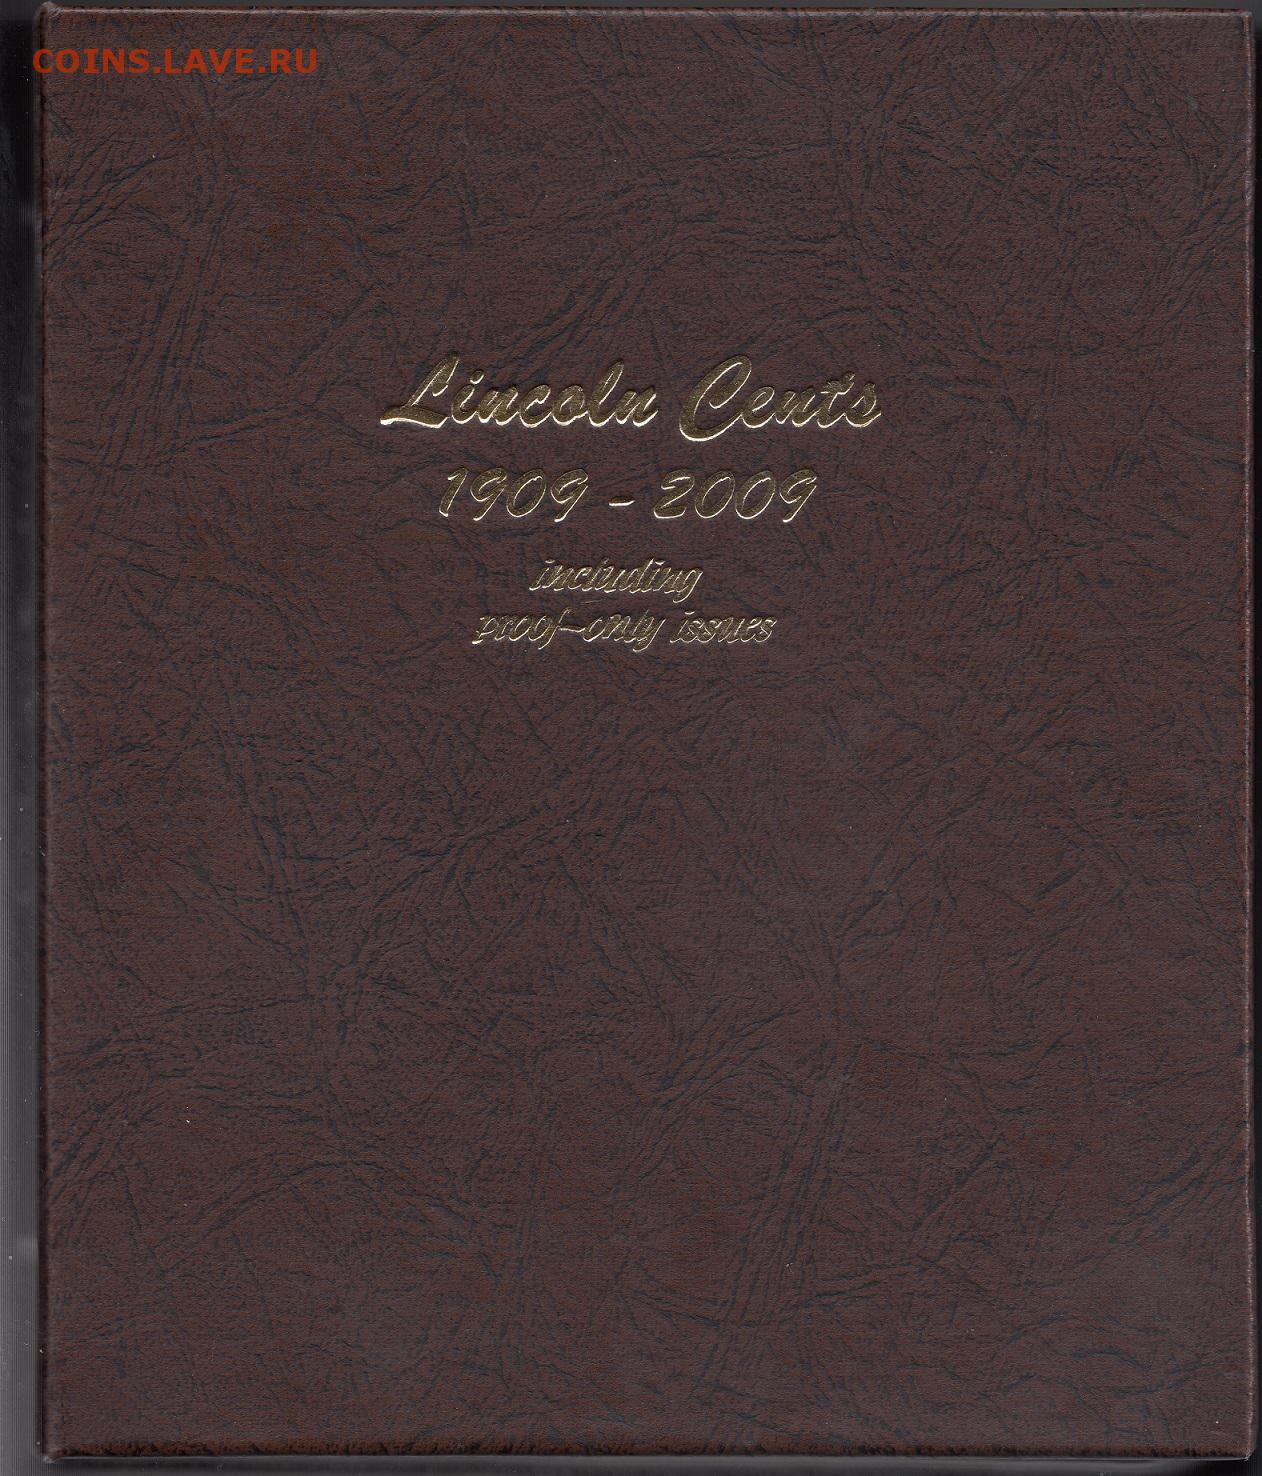 COINS.LAVE.RU
Lincoln Cents
1909 - 2009
including
proof-only issues